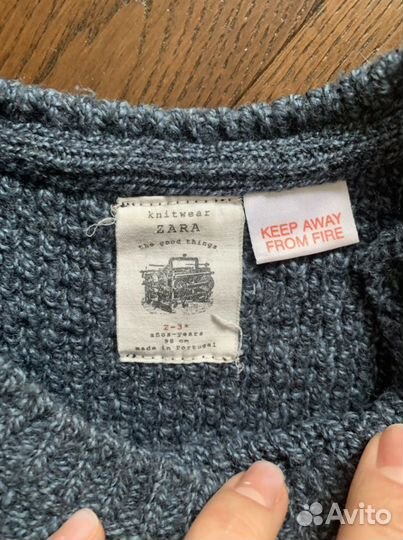 knitwear
ZARA
the good things
2-3*
años-years
98 cm
made in Portugal
KEEP AWAY
FROM FIRE
Avito